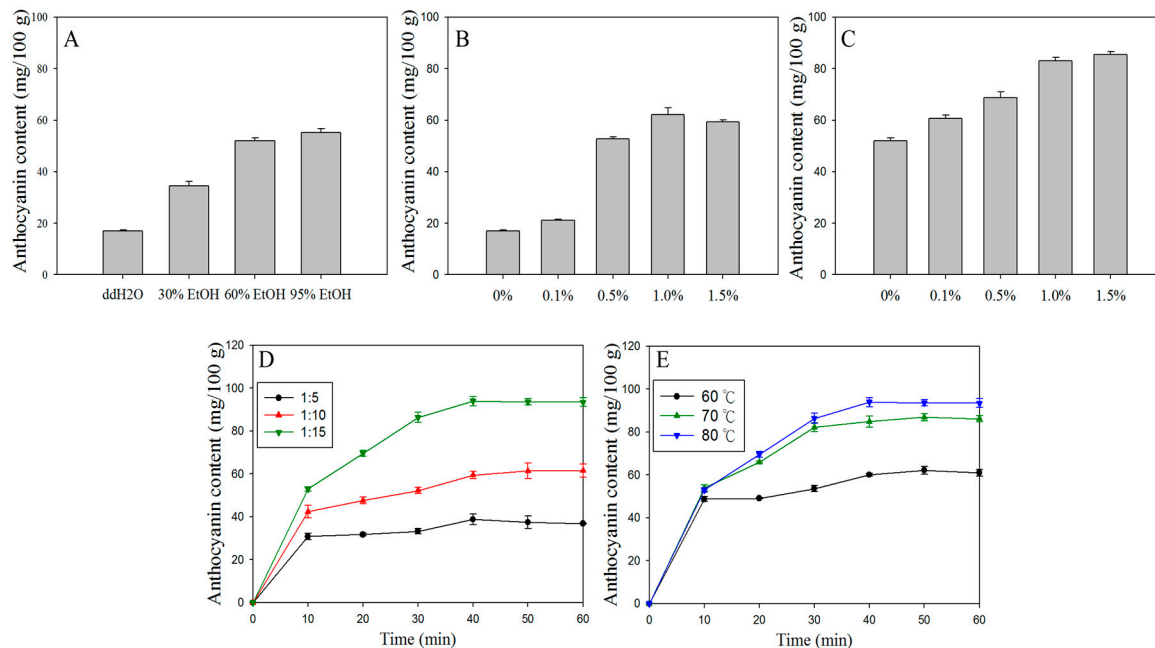 A
Anthocyanin content (mg/100 g)
100
80
60
40
20
0
ddH2O 30% EtOH 60% EtOH 95% EtOH
B
Anthocyanin content (mg/100 g)
100
80
60
40
20
0
0% 0.1% 0.5% 1.0% 1.5%
C
Anthocyanin content (mg/100 g)
100
80
60
40
20
0
0% 0.1% 0.5% 1.0% 1.5%
D
Anthocyanin content (mg/100 g)
120
100
80
60
40
20
0
1:5
1:10
1:15
0 10 20 30 40 50 60
Time (min)
E
Anthocyanin content (mg/100 g)
120
100
80
60
40
20
0
60 ℃
70 ℃
80 ℃
0 10 20 30 40 50 60
Time (min)